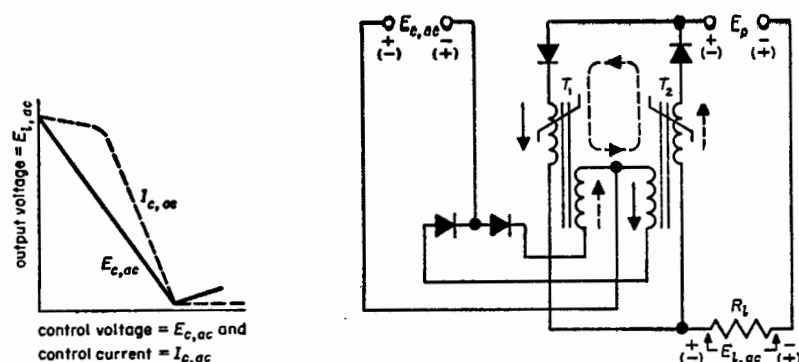 output voltage = E_l,ac
I_c,ac
E_c,ac
control voltage = E_c,ac and
control current = I_c,ac
E_c,ac
+
(-)
-
(+)
E_p
+
(-)
-
(+)
T_1
T_2
R_l
+
(-)
E_l,ac
-
(+)